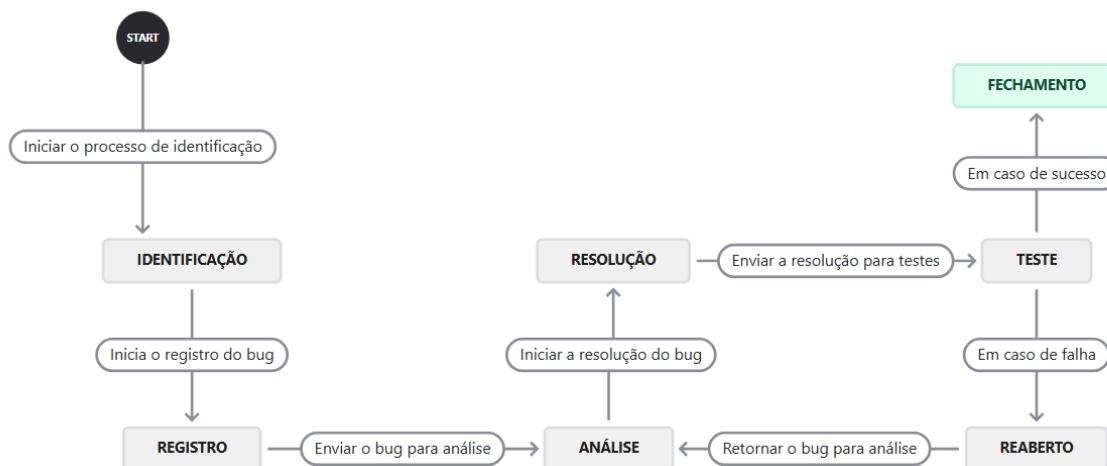 START
FECHAMENTO
Iniciar o processo de identificação
Em caso de sucesso
IDENTIFICAÇÃO
RESOLUÇÃO
Enviar a resolução para testes
TESTE
Inicia o registro do bug
Iniciar a resolução do bug
Em caso de falha
REGISTRO
Enviar o bug para análise
ANÁLISE
Retornar o bug para análise
REABERTO